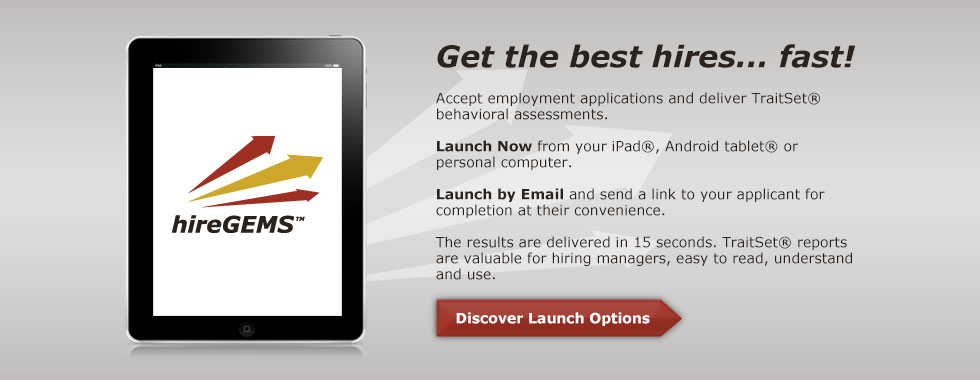 Get the best hires... fast!
Accept employment applications and deliver TraitSet®
behavioral assessments.
Launch Now from your iPad®, Android tablet® or
personal computer.
Launch by Email and send a link to your applicant for
completion at their convenience.
The results are delivered in 15 seconds. TraitSet® reports
are valuable for hiring managers, easy to read, understand
and use.
Discover Launch Options
hireGEMS™